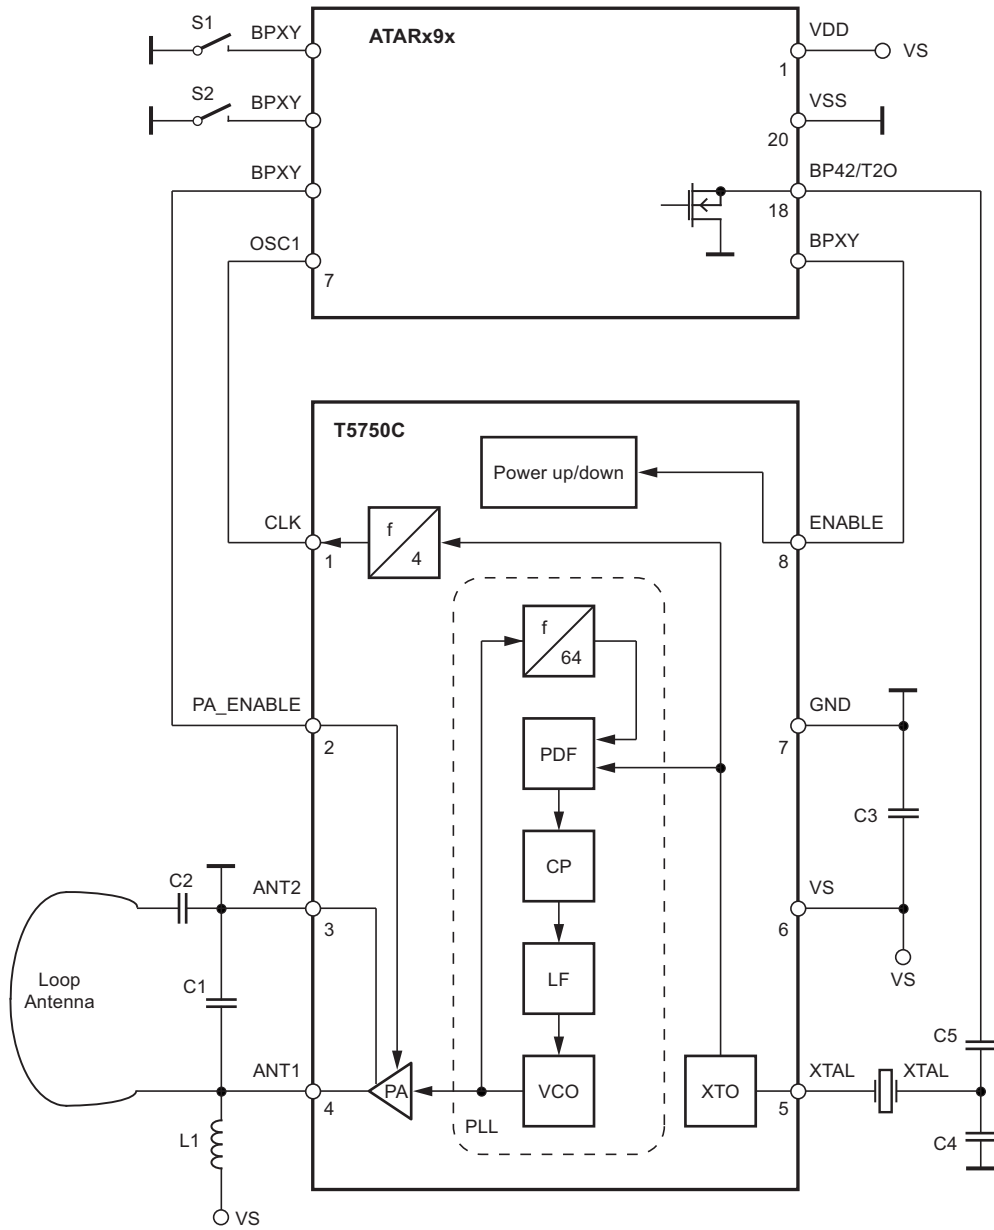 S1
BPXY
ATARx9x
VDD
1
VS
S2
BPXY
VSS
20
BPXY
BP42/T2O
18
OSC1
7
BPXY
T5750C
Power up/down
CLK
1
f
4
ENABLE
8
f
64
PA_ENABLE
2
GND
7
PDF
C3
CP
C2
ANT2
3
VS
6
VS
Loop
Antenna
C1
LF
C5
ANT1
4
PA
VCO
XTO
XTAL
5
XTAL
PLL
L1
C4
VS